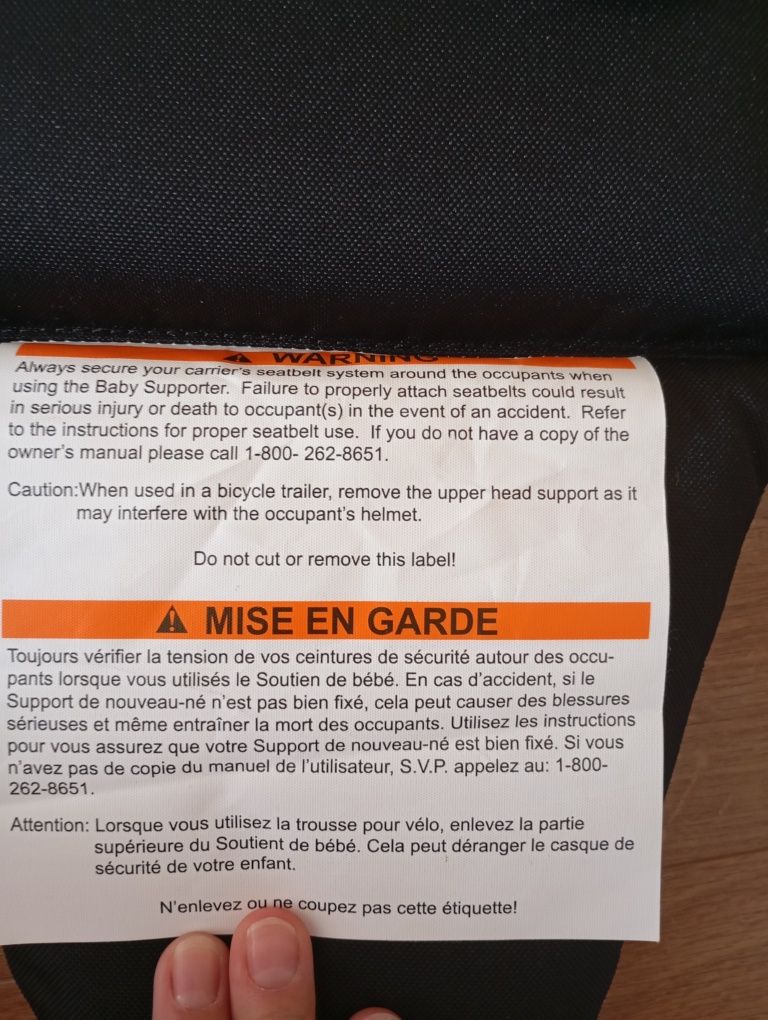 WARNING
Always secure your carrier's seatbelt system around the occupants when
using the Baby Supporter. Failure to properly attach seatbelts could result
in serious injury or death to occupant(s) in the event of an accident. Refer
to the instructions for proper seatbelt use. If you do not have a copy of the
owner's manual please call 1-800- 262-8651.
Caution:When used in a bicycle trailer, remove the upper head support as it
may interfere with the occupant's helmet.
Do not cut or remove this label!
MISE EN GARDE
Toujours vérifier la tension de vos ceintures de sécurité autour des occu-
pants lorsque vous utilisés le Soutien de bébé. En cas d'accident, si le
Support de nouveau-né n'est pas bien fixé, cela peut causer des blessures
sérieuses et même entraîner la mort des occupants. Utilisez les instructions
pour vous assurez que votre Support de nouveau-né est bien fixé. Si vous
n'avez pas de copie du manuel de l'utilisateur, S.V.P. appelez au: 1-800-
262-8651.
Attention: Lorsque vous utilisez la trousse pour vélo, enlevez la partie
supérieure du Soutient de bébé. Cela peut déranger le casque de
sécurité de votre enfant.
N'enlevez ou ne coupez pas cette étiquette!